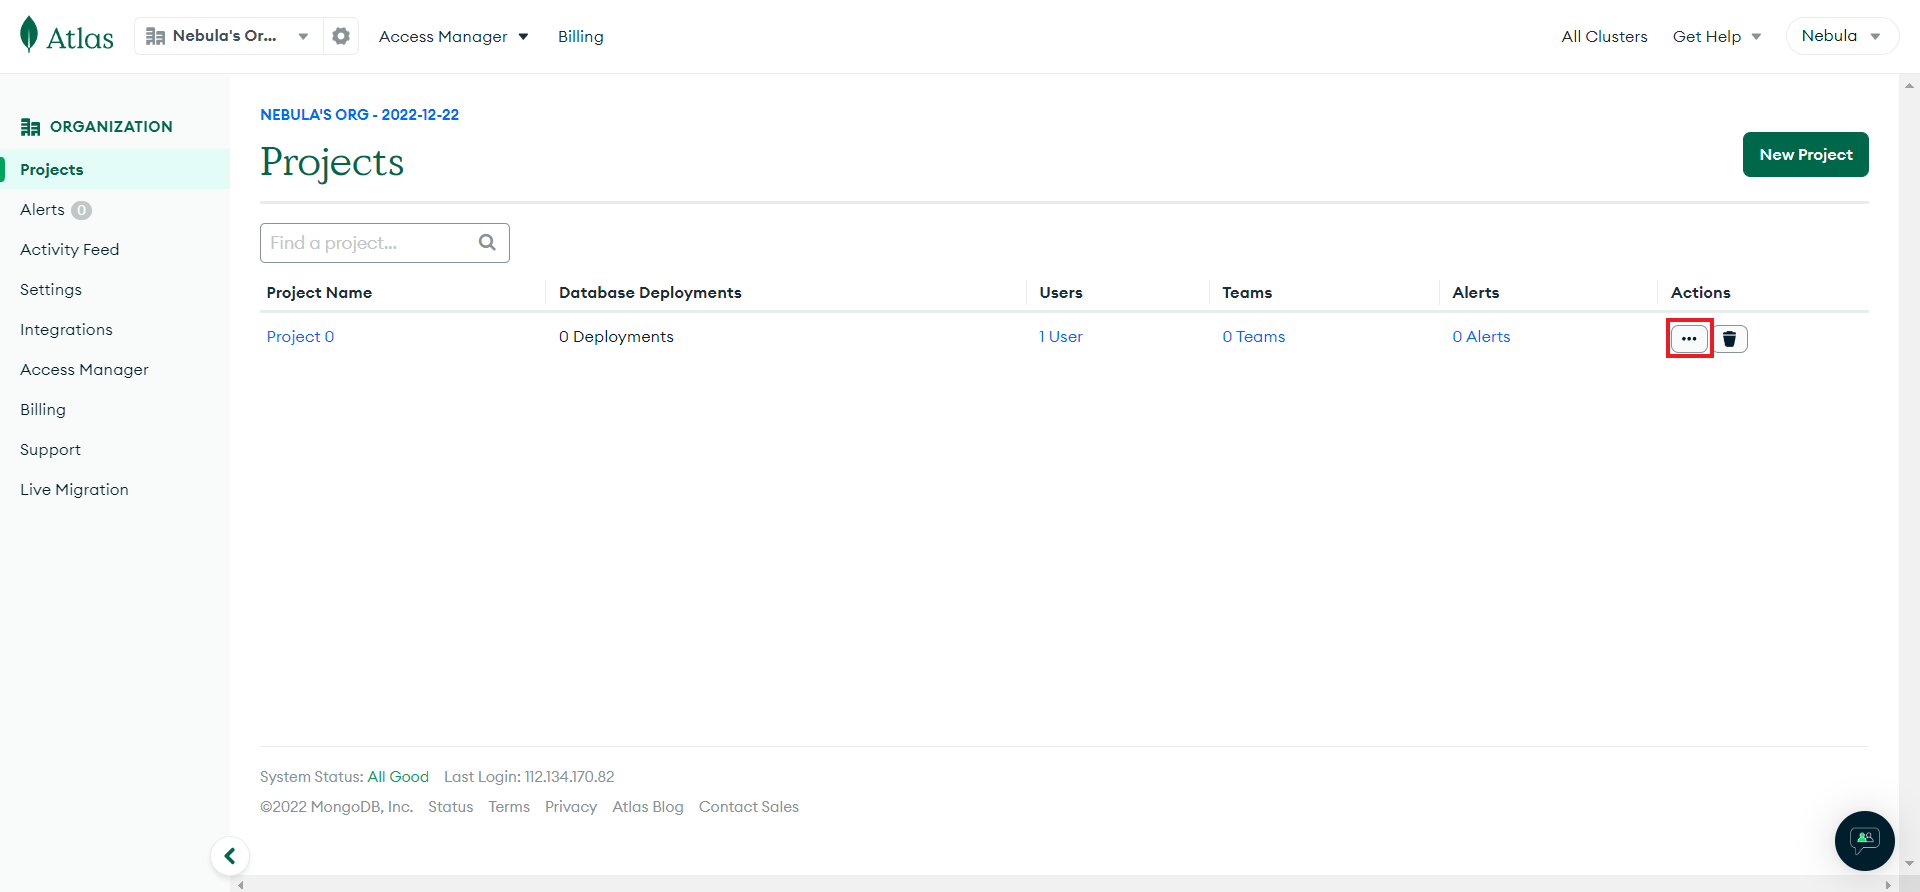 Atlas
Nebula's Or...
Access Manager
Billing
All Clusters
Get Help
Nebula
ORGANIZATION
Projects
Alerts 0
Activity Feed
Settings
Integrations
Access Manager
Billing
Support
Live Migration
NEBULA'S ORG - 2022-12-22
Projects
New Project
Find a project...
Project Name Database Deployments Users Teams Alerts Actions
Project 0 0 Deployments 1 User 0 Teams 0 Alerts
System Status: All Good Last Login: 112.134.170.82
©2022 MongoDB, Inc. Status Terms Privacy Atlas Blog Contact Sales